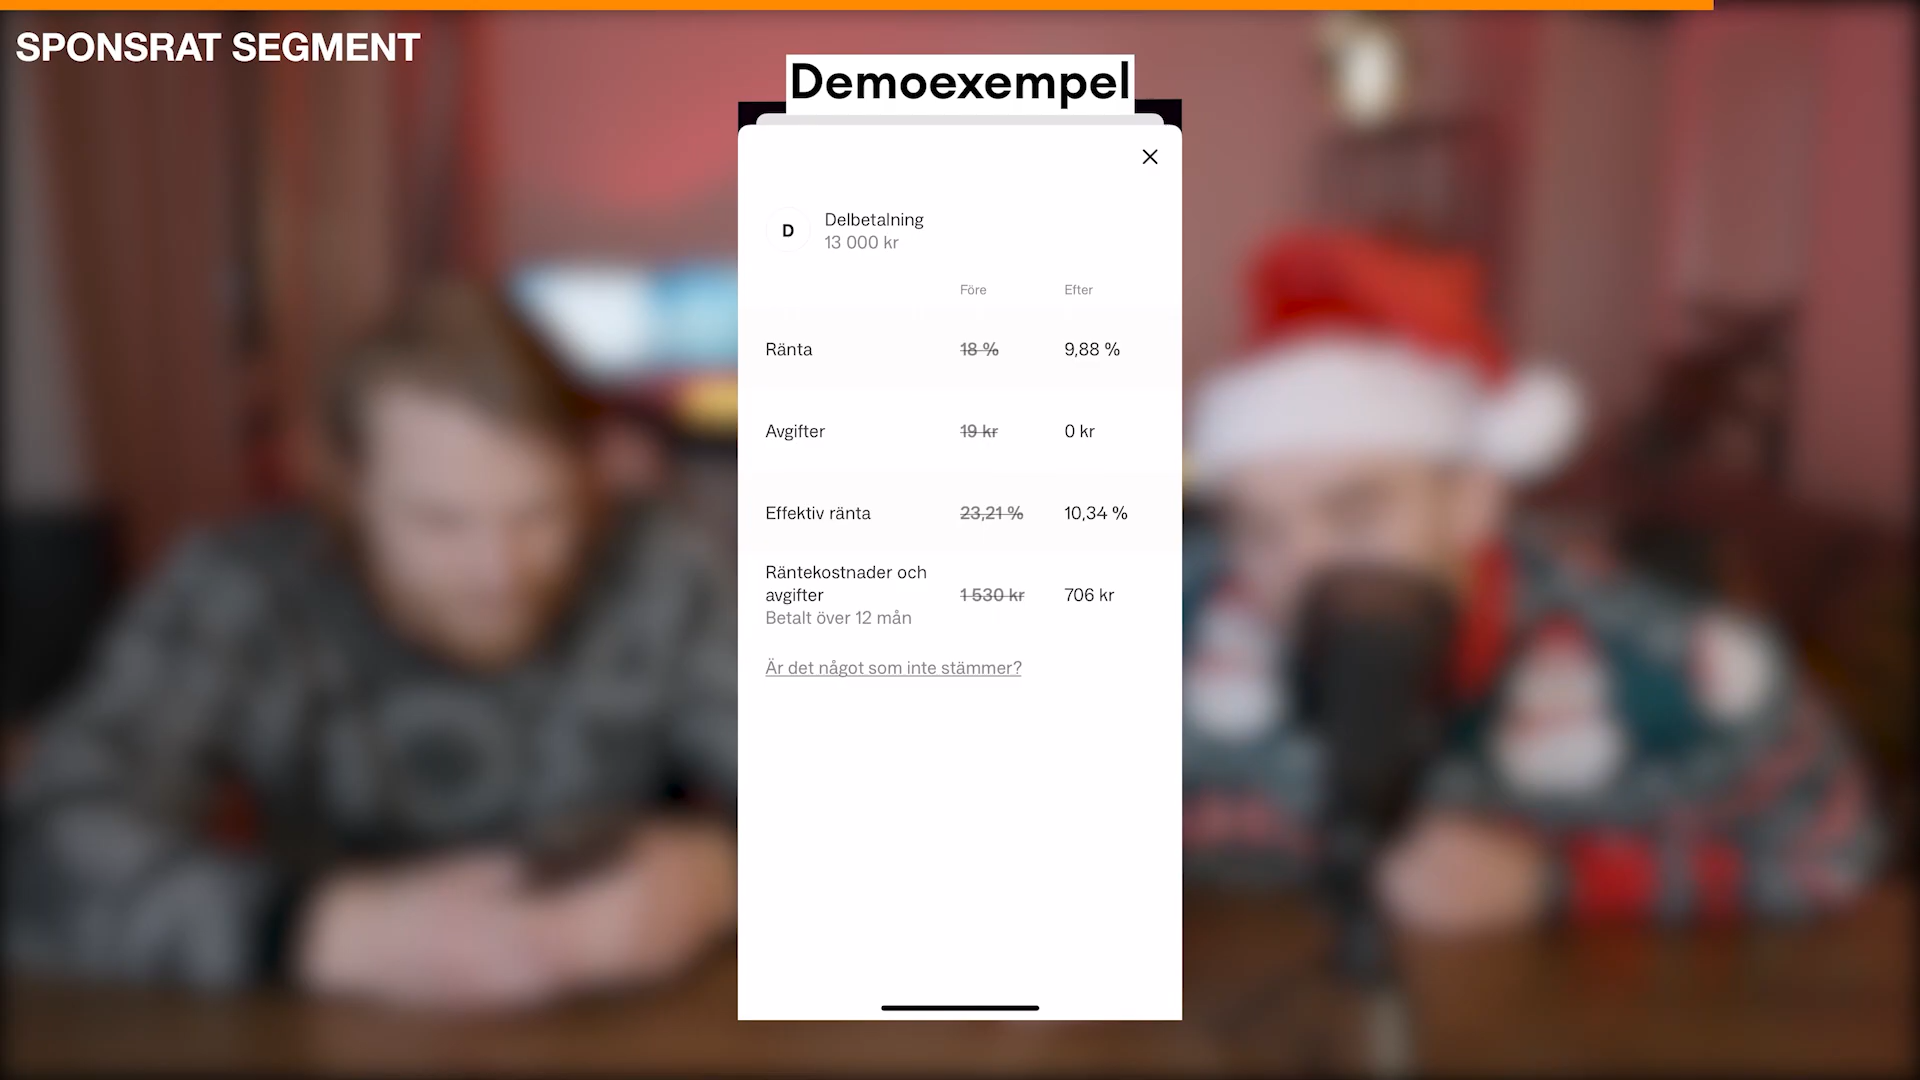 SPONSRAT SEGMENT
Demoexempel
D
Delbetalning
13 000 kr
Före Efter
Ränta 18 % 9,88 %
Avgifter 19 kr 0 kr
Effektiv ränta 23,21 % 10,34 %
Räntekostnader och
avgifter 1 530 kr 706 kr
Betalt över 12 mån
Är det något som inte stämmer?